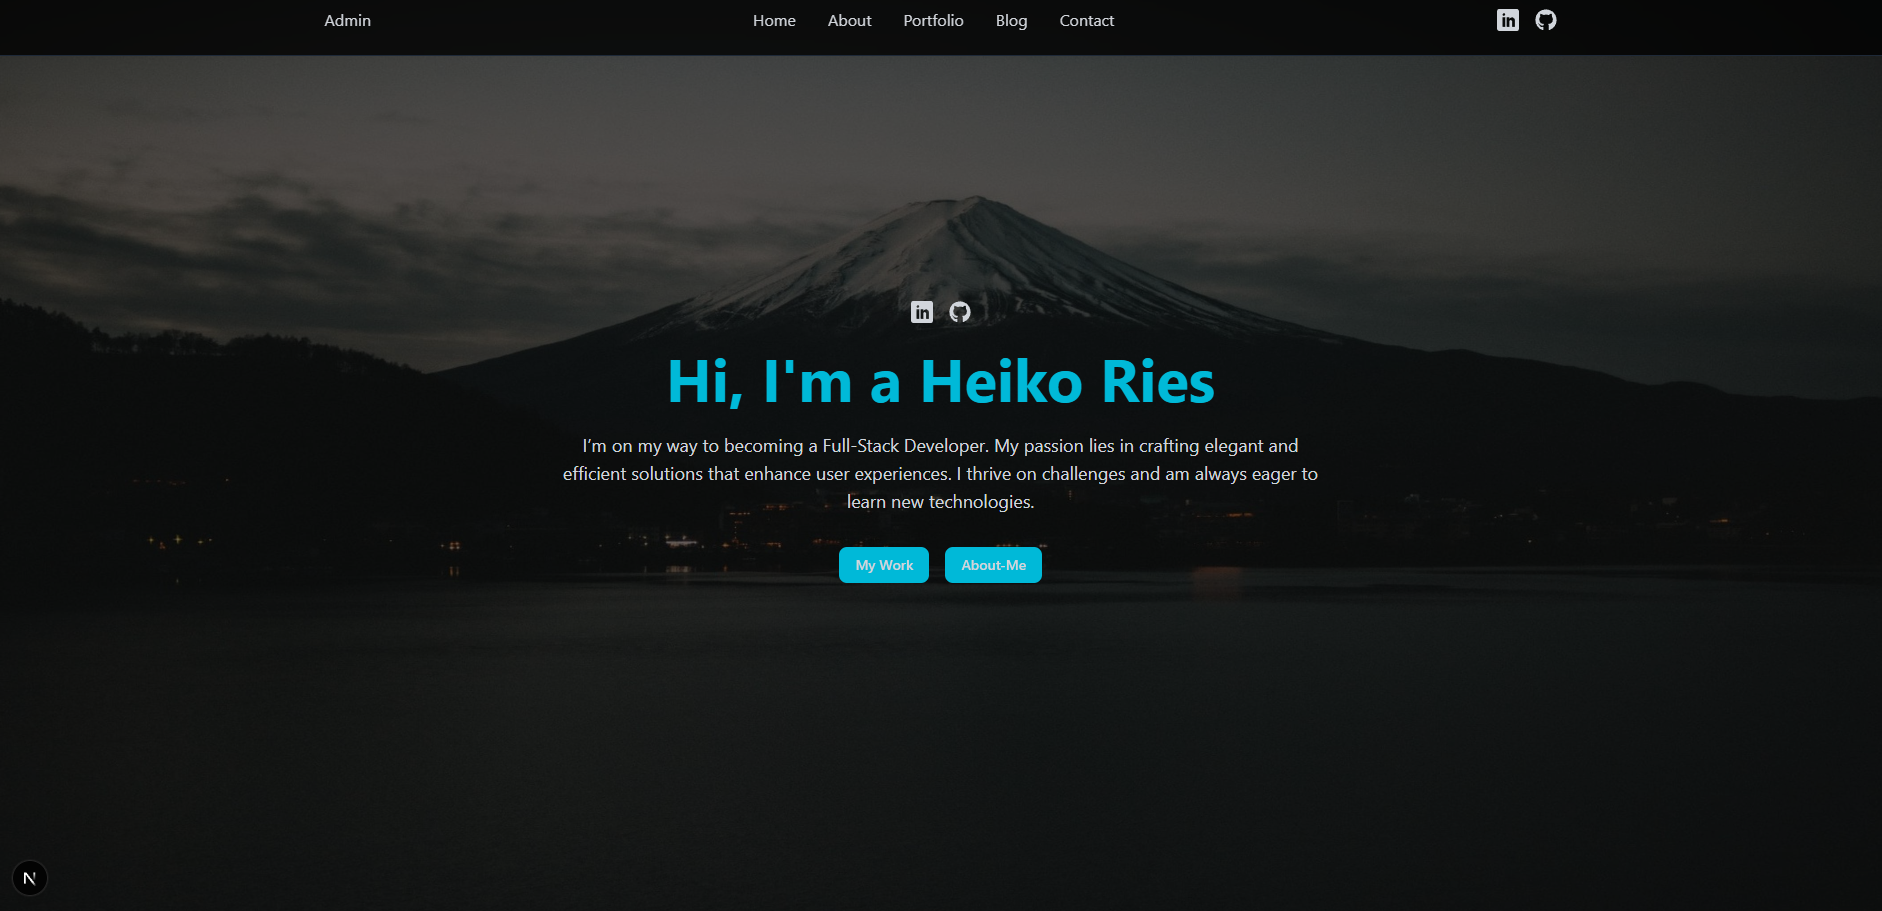 Admin
Home About Portfolio Blog Contact
in
in
Hi, I'm a Heiko Ries
I’m on my way to becoming a Full-Stack Developer. My passion lies in crafting elegant and
efficient solutions that enhance user experiences. I thrive on challenges and am always eager to
learn new technologies.
My Work About-Me
N